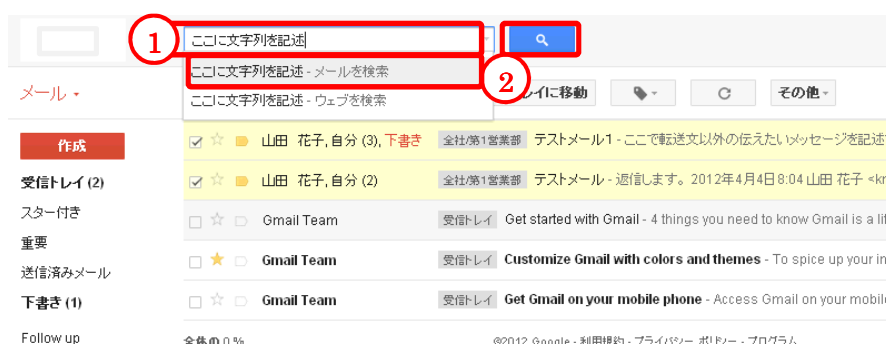 1
ここに文字列を記述
ここに文字列を記述 - メールを検索
2
ここに文字列を記述 - ウェブを検索
メール
レイに移動
その他
作成
山田 花子, 自分 (3), 下書き 全社/第1営業部 テストメール1 - ここで転送文以外の伝えたいメッセージを記述
受信トレイ (2)
山田 花子, 自分 (2) 全社/第1営業部 テストメール - 返信します。2012年4月4日8:04 山田 花子 <kr
スター付き
Gmail Team 受信トレイ Get started with Gmail - 4 things you need to know Gmail is a lif
重要
Gmail Team 受信トレイ Customize Gmail with colors and themes - To spice up your in
送信済みメール
下書き (1)
Gmail Team 受信トレイ Get Gmail on your mobile phone - Access Gmail on your mobile
Follow up
全体の 0 %
©2012 Google - 利用規約 - プライバシー ポリシー - プログラム